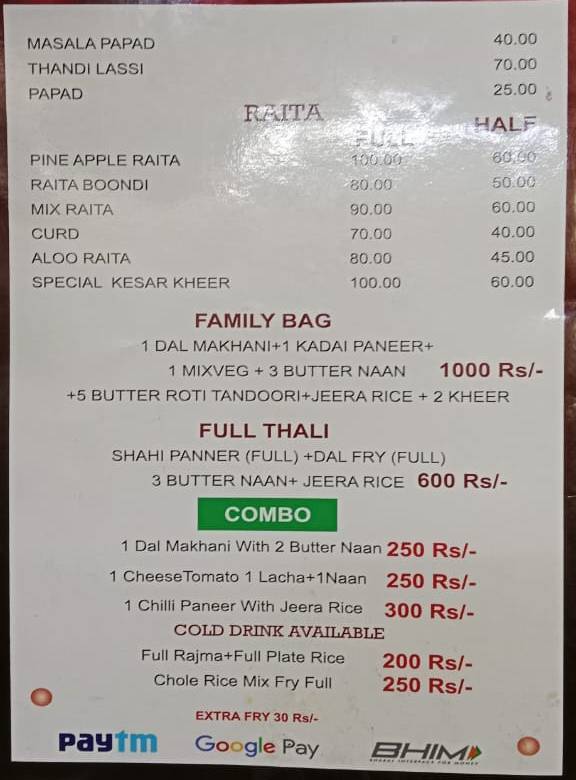 MASALA PAPAD 40.00
THANDI LASSI 70.00
PAPAD 25.00
RAITA
FULL HALF
PINE APPLE RAITA 100.00 60.00
RAITA BOONDI 80.00 50.00
MIX RAITA 90.00 60.00
CURD 70.00 40.00
ALOO RAITA 80.00 45.00
SPECIAL KESAR KHEER 100.00 60.00
FAMILY BAG
1 DAL MAKHANI+1 KADAI PANEER+
1 MIXVEG + 3 BUTTER NAAN 1000 Rs/-
+5 BUTTER ROTI TANDOORI+JEERA RICE + 2 KHEER
FULL THALI
SHAHI PANNER (FULL) +DAL FRY (FULL)
3 BUTTER NAAN+ JEERA RICE 600 Rs/-
COMBO
1 Dal Makhani With 2 Butter Naan 250 Rs/-
1 CheeseTomato 1 Lacha+1Naan 250 Rs/-
1 Chilli Paneer With Jeera Rice 300 Rs/-
COLD DRINK AVAILABLE
Full Rajma+Full Plate Rice 200 Rs/-
Chole Rice Mix Fry Full 250 Rs/-
EXTRA FRY 30 Rs/-
paytm Google Pay BHIM
BHARAT INTERFACE FOR MONEY